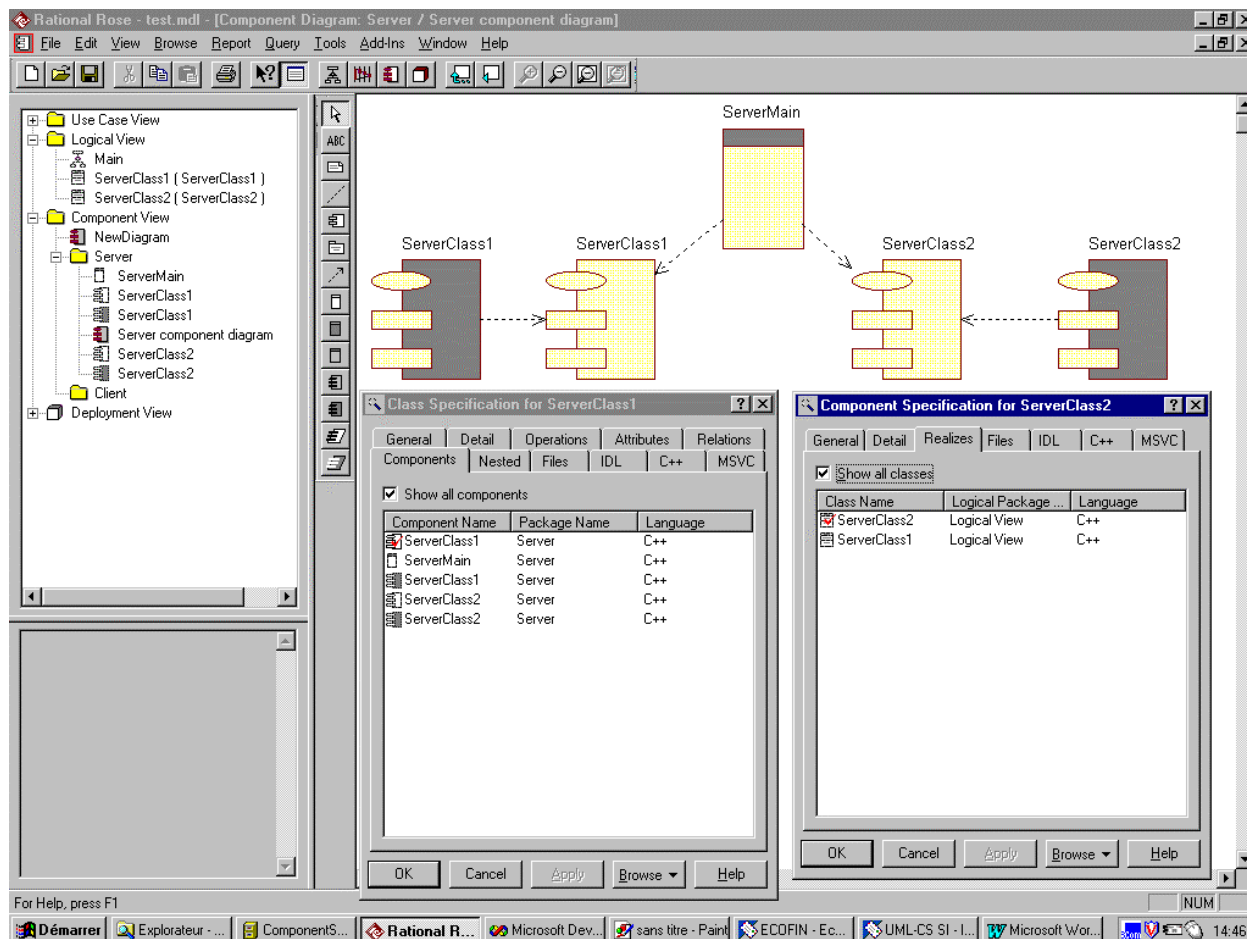 Rational Rose - test.mdl - [Component Diagram: Server / Server component diagram]
File Edit View Browse Report Query Tools Add-Ins Window Help
Use Case View
Logical View
Main
ServerClass1 ( ServerClass1 )
ServerClass2 ( ServerClass2 )
Component View
NewDiagram
Server
ServerMain
ServerClass1
ServerClass1
Server component diagram
ServerClass2
ServerClass2
Client
Deployment View
ABC
ServerMain
ServerClass1 ServerClass1 ServerClass2 ServerClass2
Class Specification for ServerClass1
General Detail Operations Attributes Relations
Components Nested Files IDL C++ MSVC
Show all components
Component Name Package Name Language
ServerClass1 Server C++
ServerMain Server C++
ServerClass1 Server C++
ServerClass2 Server C++
ServerClass2 Server C++
OK Cancel Apply Browse Help
Component Specification for ServerClass2
General Detail Realizes Files IDL C++ MSVC
Show all classes
Class Name Logical Package ... Language
ServerClass2 Logical View C++
ServerClass1 Logical View C++
OK Cancel Apply Browse Help
For Help, press F1
NUM
Démarrer Explorateur - ... ComponentS... Rational R... Microsoft Dev... sans titre - Paint ECOFIN - Ec... UML-CS SI - I... Microsoft Wor... 14:46